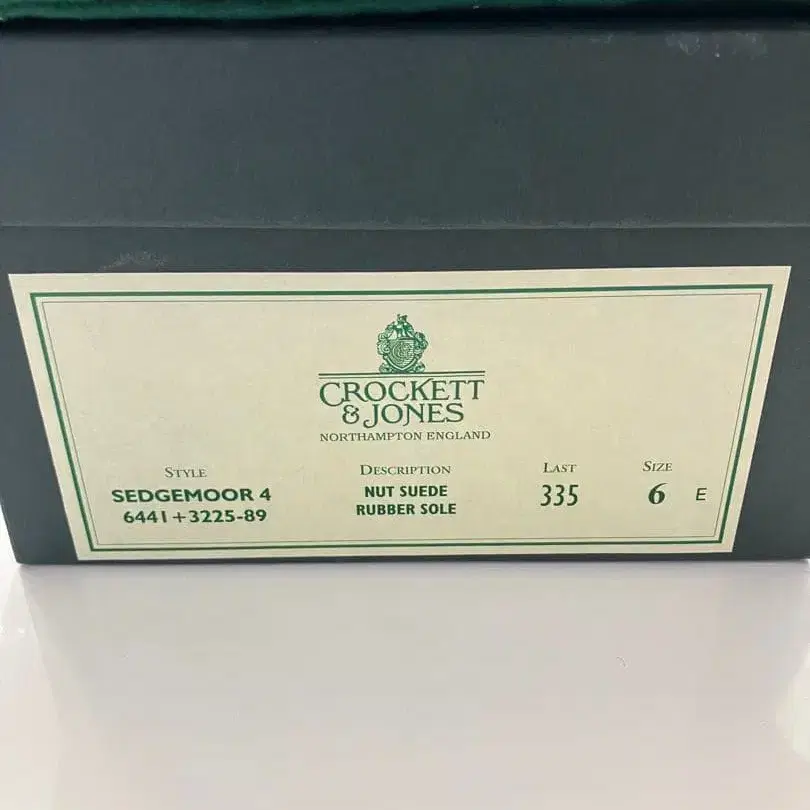 CROCKETT
& JONES
NORTHAMPTON ENGLAND
STYLE DESCRIPTION LAST SIZE
SEDGEMOOR 4 NUT SUEDE 335 6 E
6441+3225-89 RUBBER SOLE